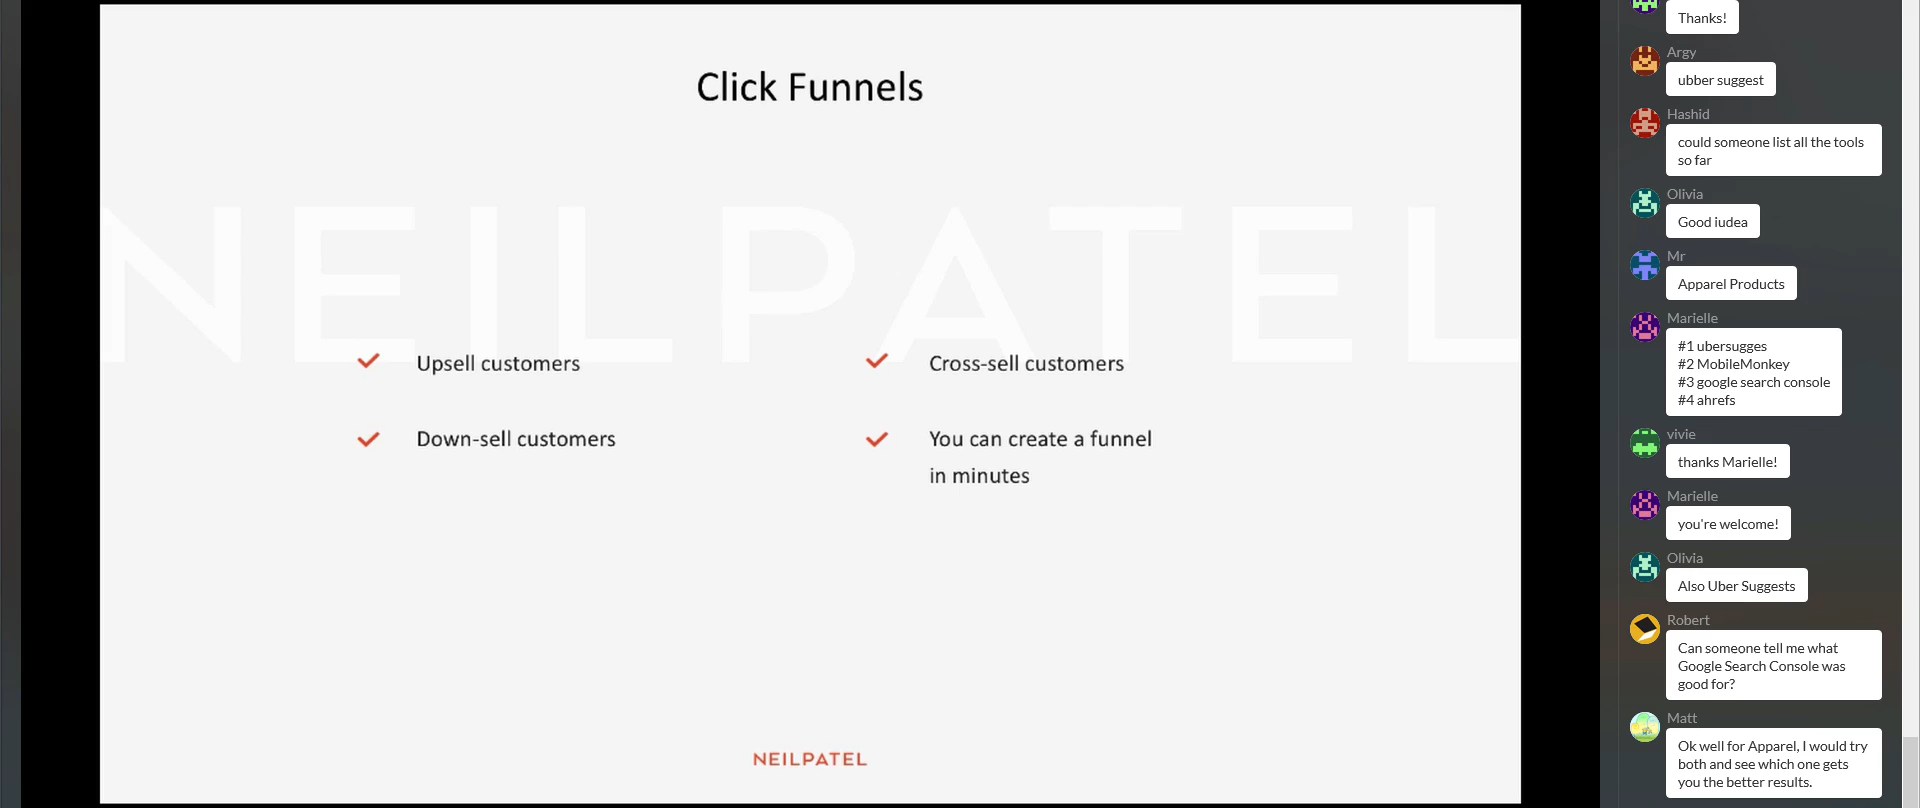 Click Funnels
NEILPATEL
Upsell customers
Cross-sell customers
Down-sell customers
You can create a funnel
in minutes
NEILPATEL
Thanks!
Argy
ubber suggest
Hashid
could someone list all the tools
so far
Olivia
Good iudea
Mr
Apparel Products
Marielle
#1 ubersugges
#2 MobileMonkey
#3 google search console
#4 ahrefs
vivie
thanks Marielle!
Marielle
you're welcome!
Olivia
Also Uber Suggests
Robert
Can someone tell me what
Google Search Console was
good for?
Matt
Ok well for Apparel, I would try
both and see which one gets
you the better results.